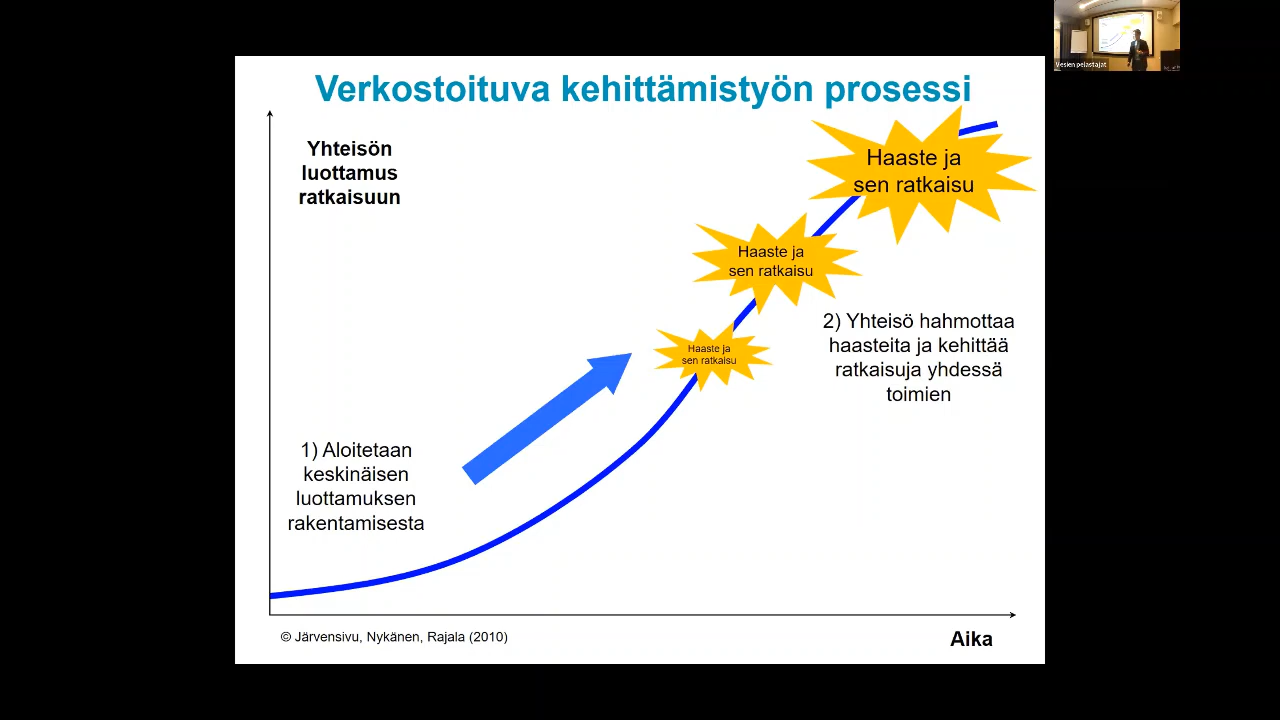 Verkostoituva kehittämistyön prosessi
Yhteisön
luottamus
ratkaisuun
Haaste ja
sen ratkaisu
Haaste ja
sen ratkaisu
Haaste ja
sen ratkaisu
2) Yhteisö hahmottaa
haasteita ja kehittää
ratkaisuja yhdessä
toimien
1) Aloitetaan
keskinäisen
luottamuksen
rakentamisesta
© Järvensivu, Nykänen, Rajala (2010)
Aika
Vesien pelastajat